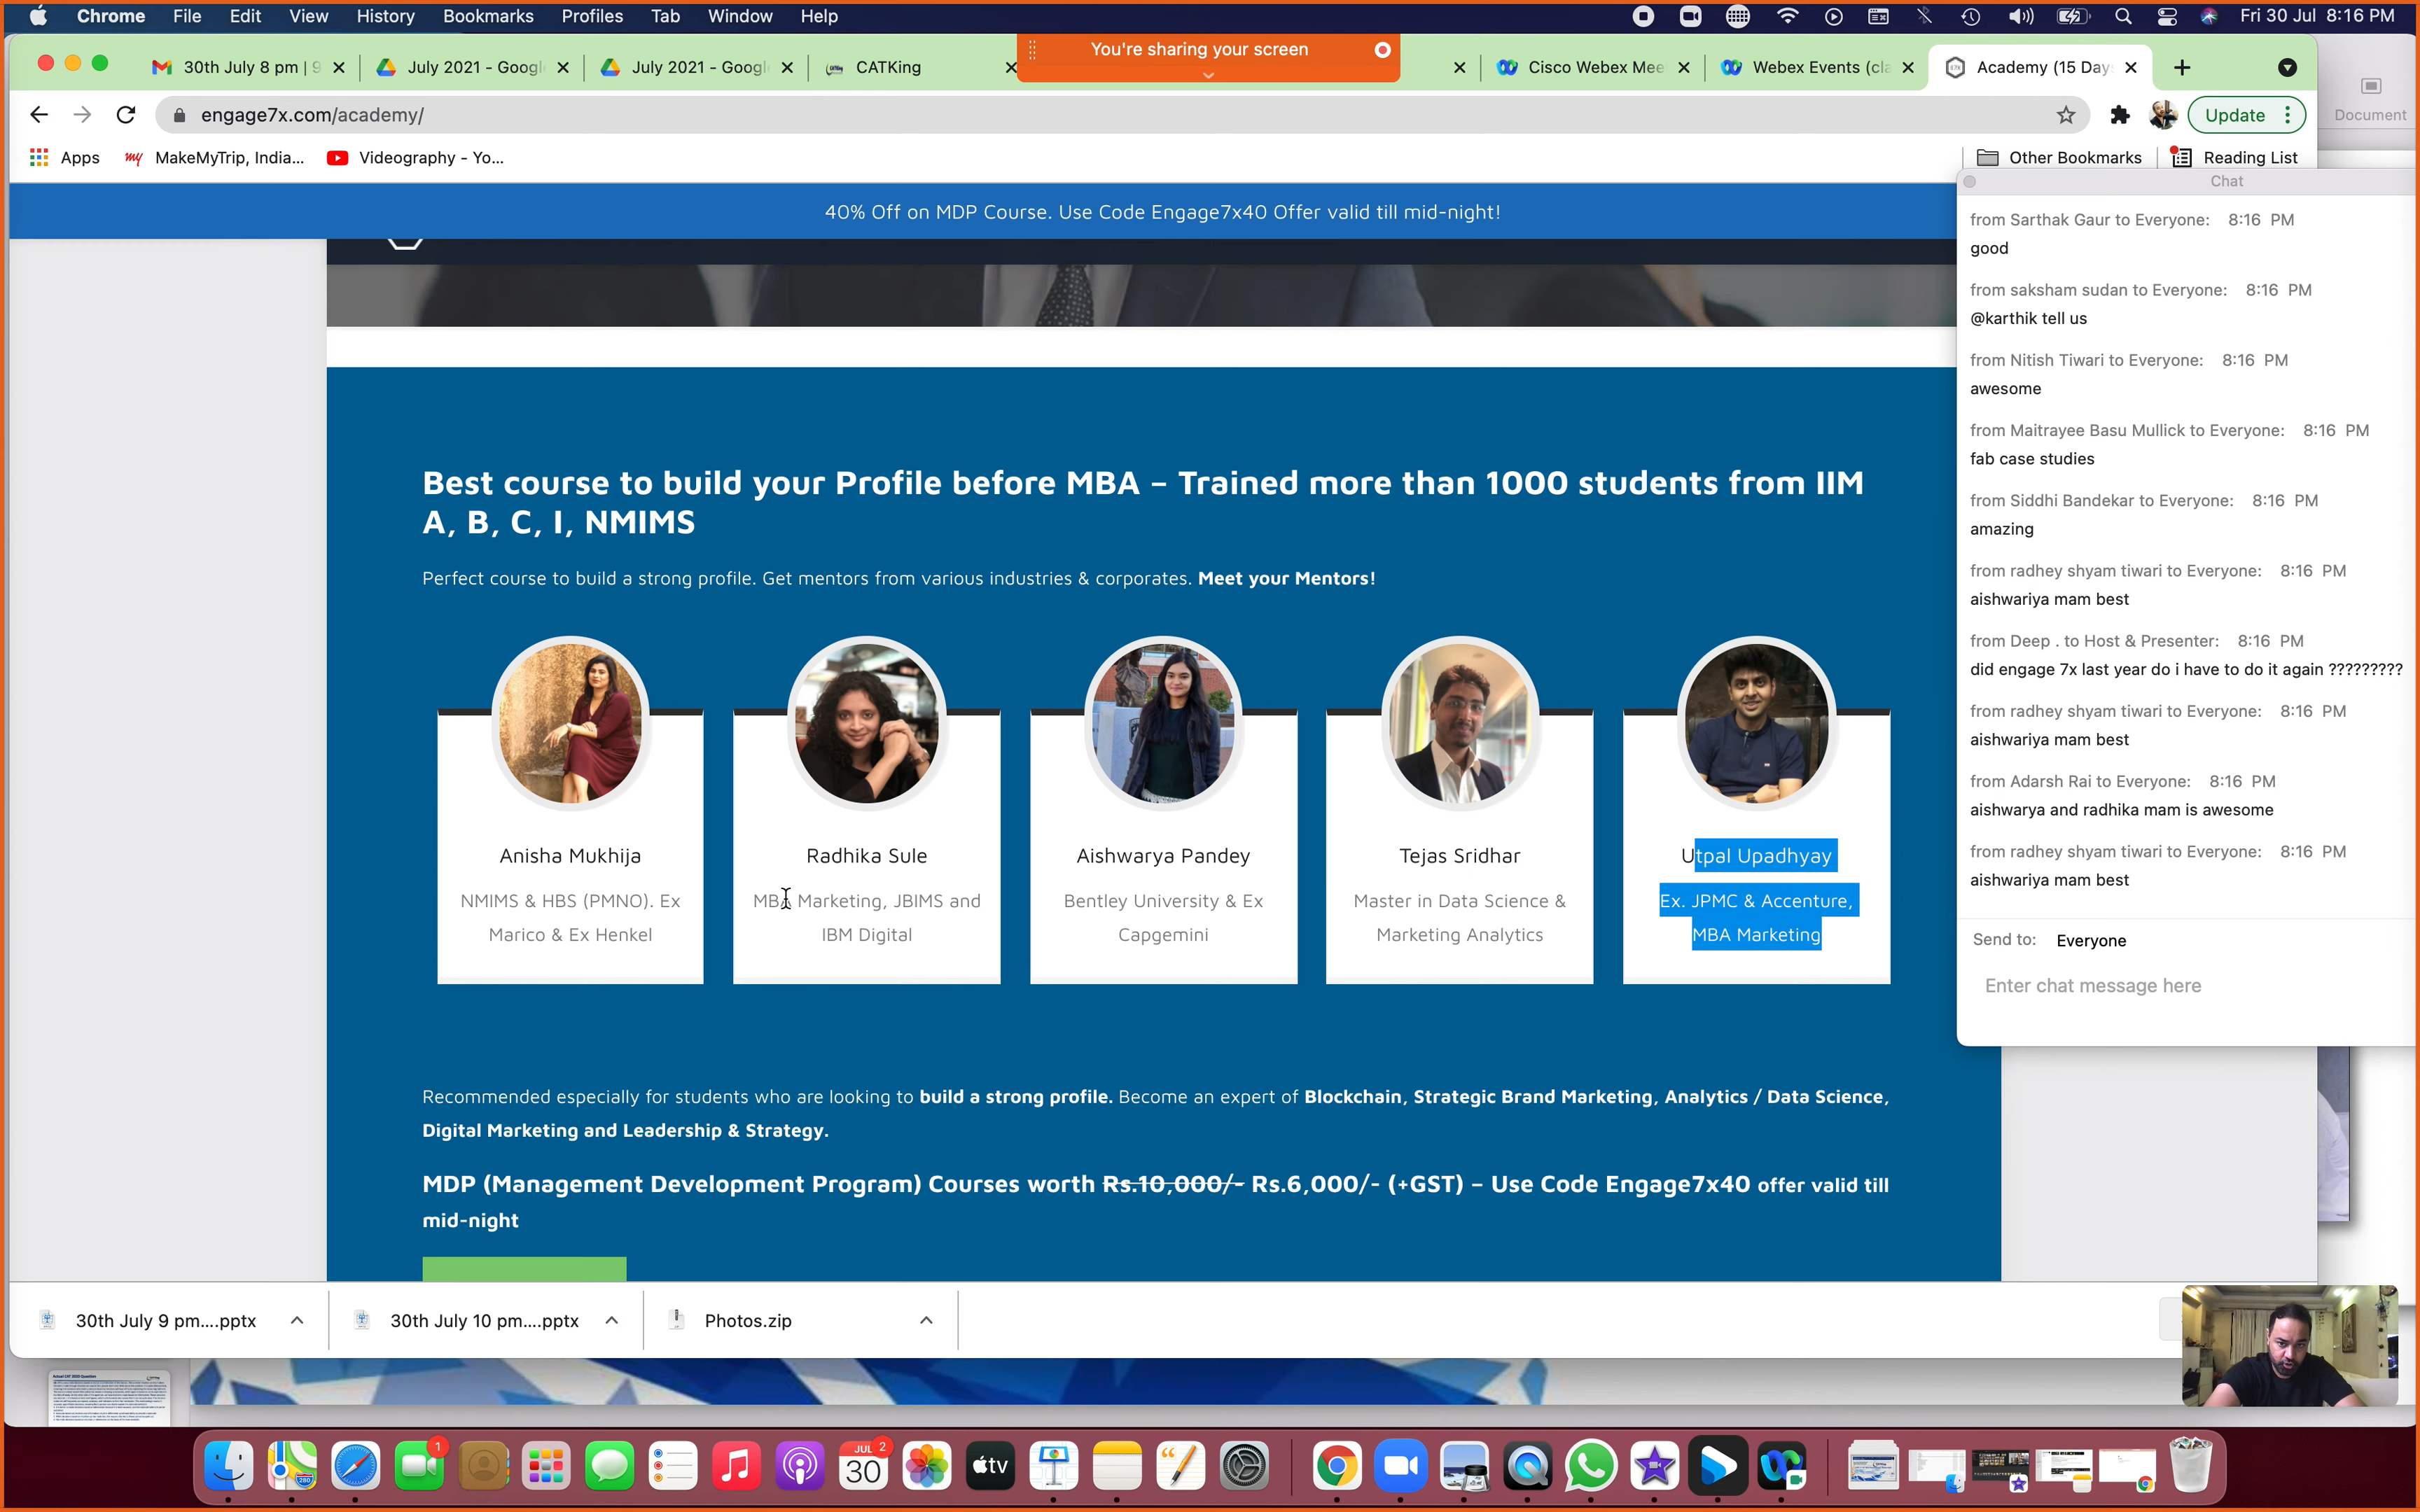 Chrome File Edit View History Bookmarks Profiles Tab Window Help
Fri 30 Jul 8:16 PM
You're sharing your screen
30th July 8 pm | 9
July 2021 - Googl
July 2021 - Googl
CATKing
Cisco Webex Mee
Webex Events (cla
Academy (15 Day
engage7x.com/academy/
Update
Document
Apps
MakeMyTrip, India...
Videography - Yo...
Other Bookmarks
Reading List
40% Off on MDP Course. Use Code Engage7x40 Offer valid till mid-night!
Best course to build your Profile before MBA – Trained more than 1000 students from IIM
A, B, C, I, NMIMS
Perfect course to build a strong profile. Get mentors from various industries & corporates. Meet your Mentors!
Anisha Mukhija
NMIMS & HBS (PMNO). Ex
Marico & Ex Henkel
Radhika Sule
MBA Marketing, JBIMS and
IBM Digital
Aishwarya Pandey
Bentley University & Ex
Capgemini
Tejas Sridhar
Master in Data Science &
Marketing Analytics
Utpal Upadhyay
Ex. JPMC & Accenture,
MBA Marketing
Recommended especially for students who are looking to build a strong profile. Become an expert of Blockchain, Strategic Brand Marketing, Analytics / Data Science,
Digital Marketing and Leadership & Strategy.
MDP (Management Development Program) Courses worth Rs.10,000/- Rs.6,000/- (+GST) – Use Code Engage7x40 offer valid till
mid-night
Chat
from Sarthak Gaur to Everyone: 8:16 PM
good
from saksham sudan to Everyone: 8:16 PM
@karthik tell us
from Nitish Tiwari to Everyone: 8:16 PM
awesome
from Maitrayee Basu Mullick to Everyone: 8:16 PM
fab case studies
from Siddhi Bandekar to Everyone: 8:16 PM
amazing
from radhey shyam tiwari to Everyone: 8:16 PM
aishwariya mam best
from Deep . to Host & Presenter: 8:16 PM
did engage 7x last year do i have to do it again ?????????
from radhey shyam tiwari to Everyone: 8:16 PM
aishwariya mam best
from Adarsh Rai to Everyone: 8:16 PM
aishwarya and radhika mam is awesome
from radhey shyam tiwari to Everyone: 8:16 PM
aishwariya mam best
Send to: Everyone
Enter chat message here
30th July 9 pm....pptx
30th July 10 pm....pptx
Photos.zip
Actual CAT 2020 Question
280
1
JUL
2
30
tv